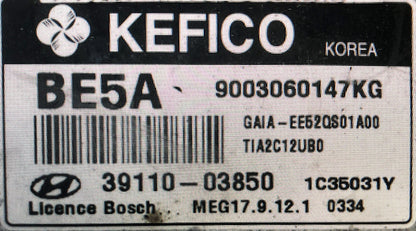 KEFICO KOREA
BE5A 9003060147KG
GAIA-EE52QS01A00
TIA2C12UB0
39110-03850 1C35031Y
Licence Bosch MEG17.9.12.1 0334